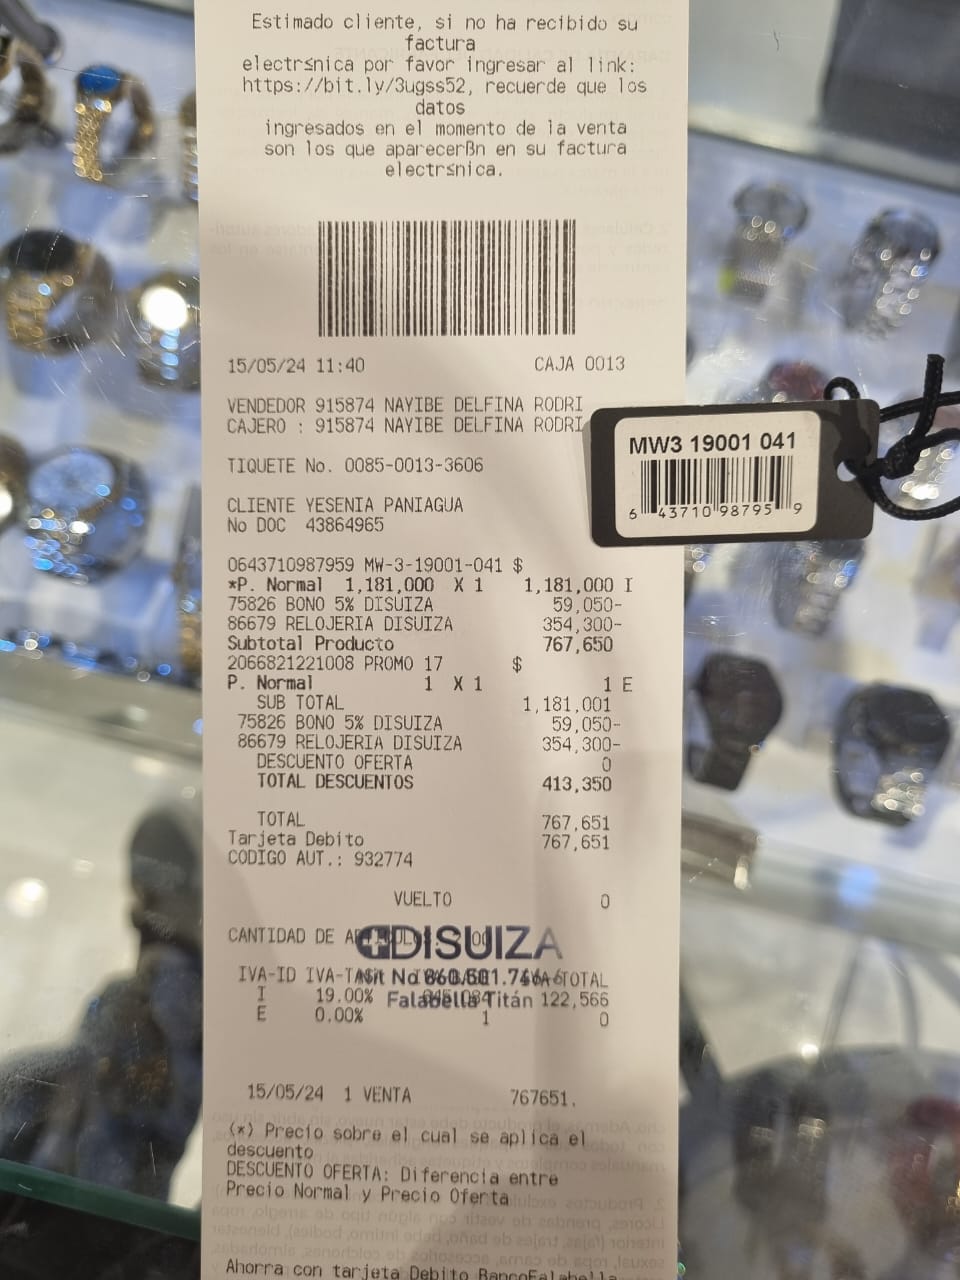 Estimado cliente, si no ha recibido su
factura
electr≤nica por favor ingresar al link:
https://bit.ly/3ugss52, recuerde que los
datos
ingresados en el momento de la venta
son los que aparecerßn en su factura
electr≤nica.
15/05/24 11:40 CAJA 0013
VENDEDOR 915874 NAYIBE DELFINA RODRI
CAJERO : 915874 NAYIBE DELFINA RODRI
TIQUETE No. 0085-0013-3606
CLIENTE YESENIA PANIAGUA
No DOC 43864965
0643710987959 MW-3-19001-041 $
*P. Normal 1,181,000 X 1 1,181,000 I
75826 BONO 5% DISUIZA 59,050-
86679 RELOJERIA DISUIZA 354,300-
Subtotal Producto 767,650
2066821221008 PROMO 17 $
P. Normal 1 X 1 1 E
SUB TOTAL 1,181,001
75826 BONO 5% DISUIZA 59,050-
86679 RELOJERIA DISUIZA 354,300-
DESCUENTO OFERTA 0
TOTAL DESCUENTOS 413,350
TOTAL 767,651
Tarjeta Debito 767,651
CODIGO AUT.: 932774
VUELTO 0
CANTIDAD DE
DISUIZA
IVA-ID TOTAL
Nit No 860.501.
I 19.00% 122,566
Falabella Titán
E 0.00% 1 0
15/05/24 1 VENTA 767651.
(*) Precio sobre el cual se aplica el
descuento
DESCUENTO OFERTA: Diferencia entre
Precio Normal y Precio Oferta
Ahorra con tarjeta Debito BancoFalabella
MW3 19001 041
6 43710 98795 9